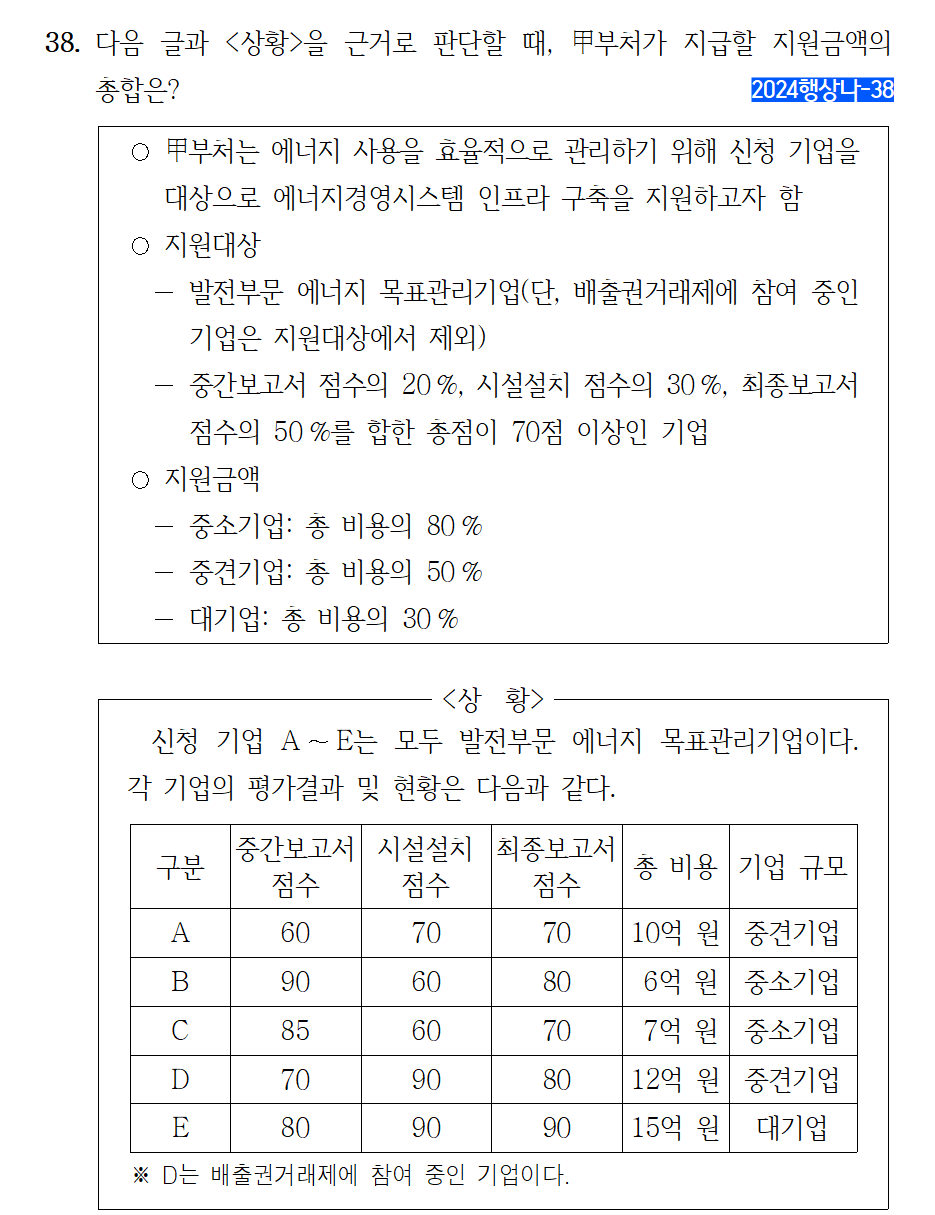 38. 다음 글과 <상황>을 근거로 판단할 때, 甲부처가 지급할 지원금액의
총합은?
2024행상나-38
○ 甲부처는 에너지 사용을 효율적으로 관리하기 위해 신청 기업을
대상으로 에너지경영시스템 인프라 구축을 지원하고자 함
○ 지원대상
- 발전부문 에너지 목표관리기업(단, 배출권거래제에 참여 중인
기업은 지원대상에서 제외)
- 중간보고서 점수의 20%, 시설설치 점수의 30%, 최종보고서
점수의 50%를 합한 총점이 70점 이상인 기업
○ 지원금액
- 중소기업: 총 비용의 80%
- 중견기업: 총 비용의 50%
- 대기업: 총 비용의 30%
<상 황>
신청 기업 A~E는 모두 발전부문 에너지 목표관리기업이다.
각 기업의 평가결과 및 현황은 다음과 같다.
구분 중간보고서 점수 시설설치 점수 최종보고서 점수 총 비용 기업 규모
A 60 70 70 10억 원 중견기업
B 90 60 80 6억 원 중소기업
C 85 60 70 7억 원 중소기업
D 70 90 80 12억 원 중견기업
E 80 90 90 15억 원 대기업
※ D는 배출권거래제에 참여 중인 기업이다.